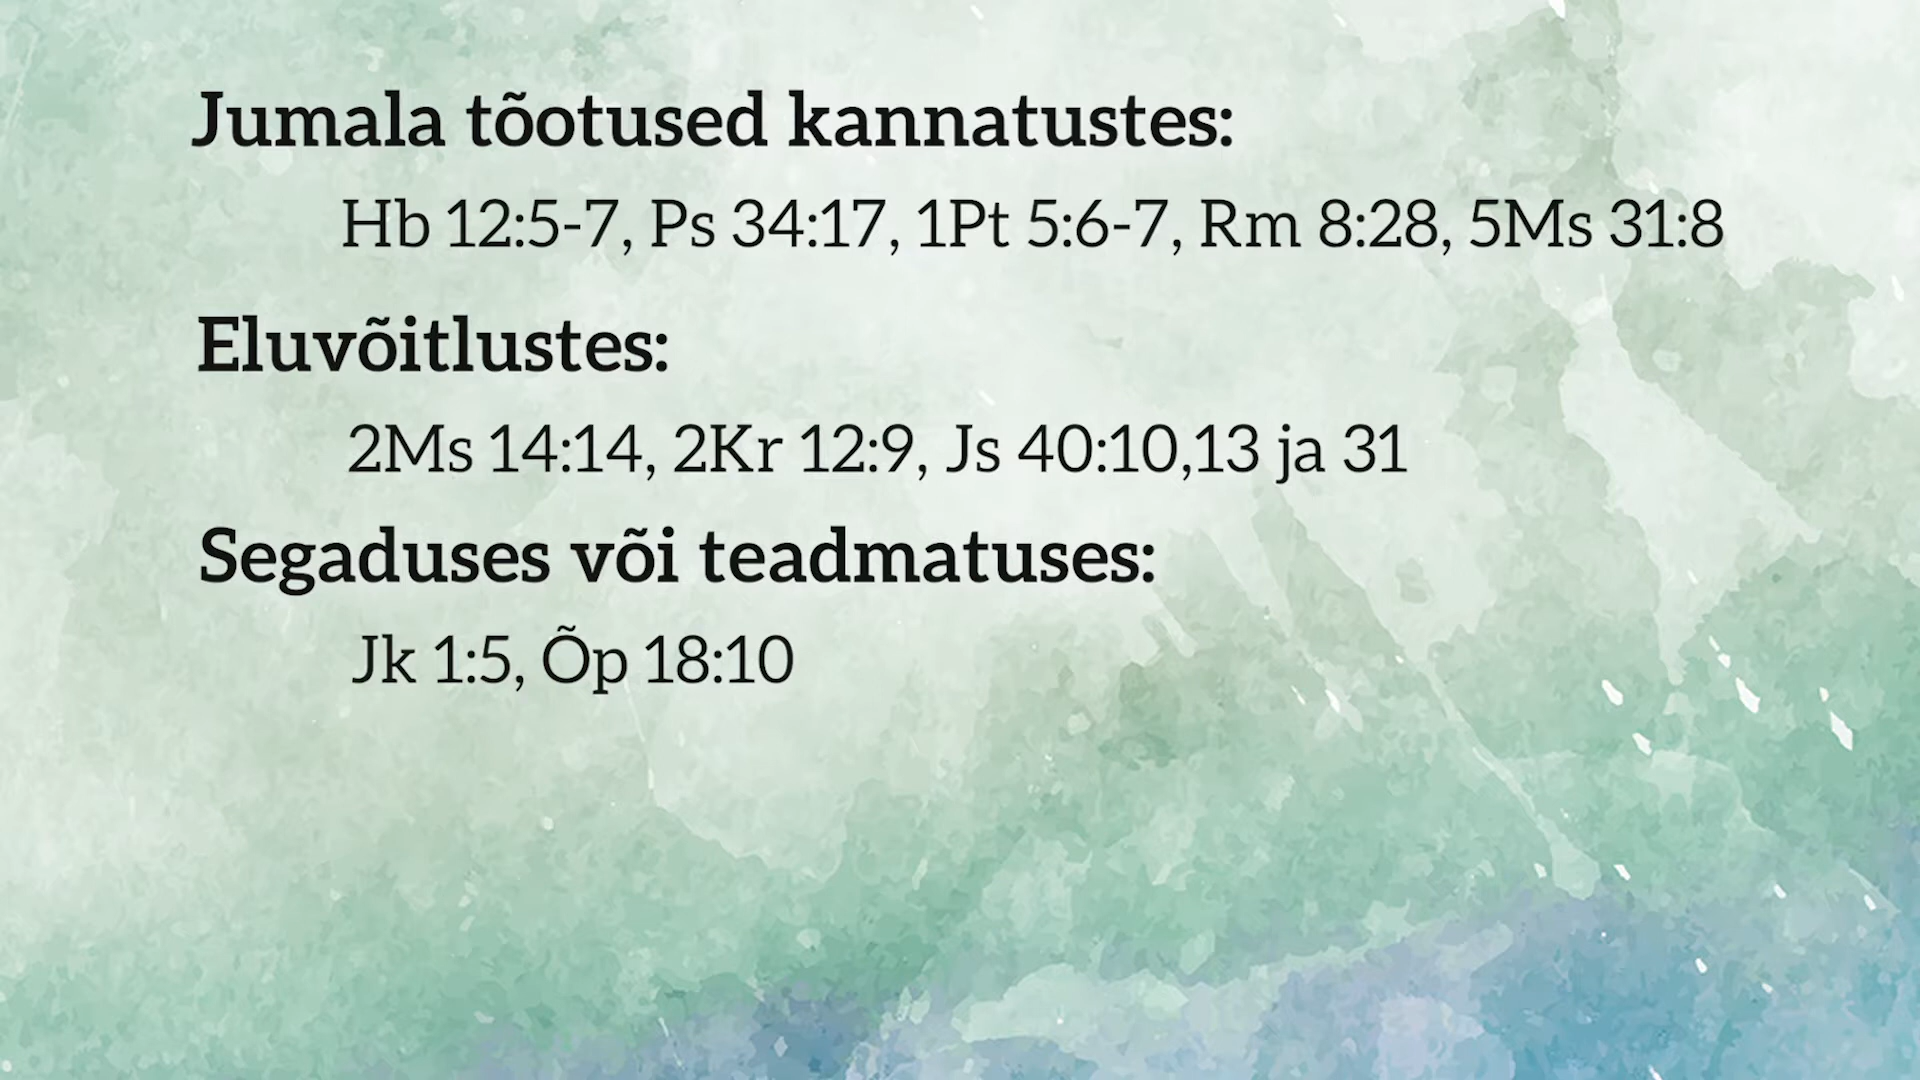 Jumala tõotused kannatustes:
Hb 12:5-7, Ps 34:17, 1Pt 5:6-7, Rm 8:28, 5Ms 31:8
Eluvõitlustes:
2Ms 14:14, 2Kr 12:9, Js 40:10,13 ja 31
Segaduses või teadmatuses:
Jk 1:5, Õp 18:10